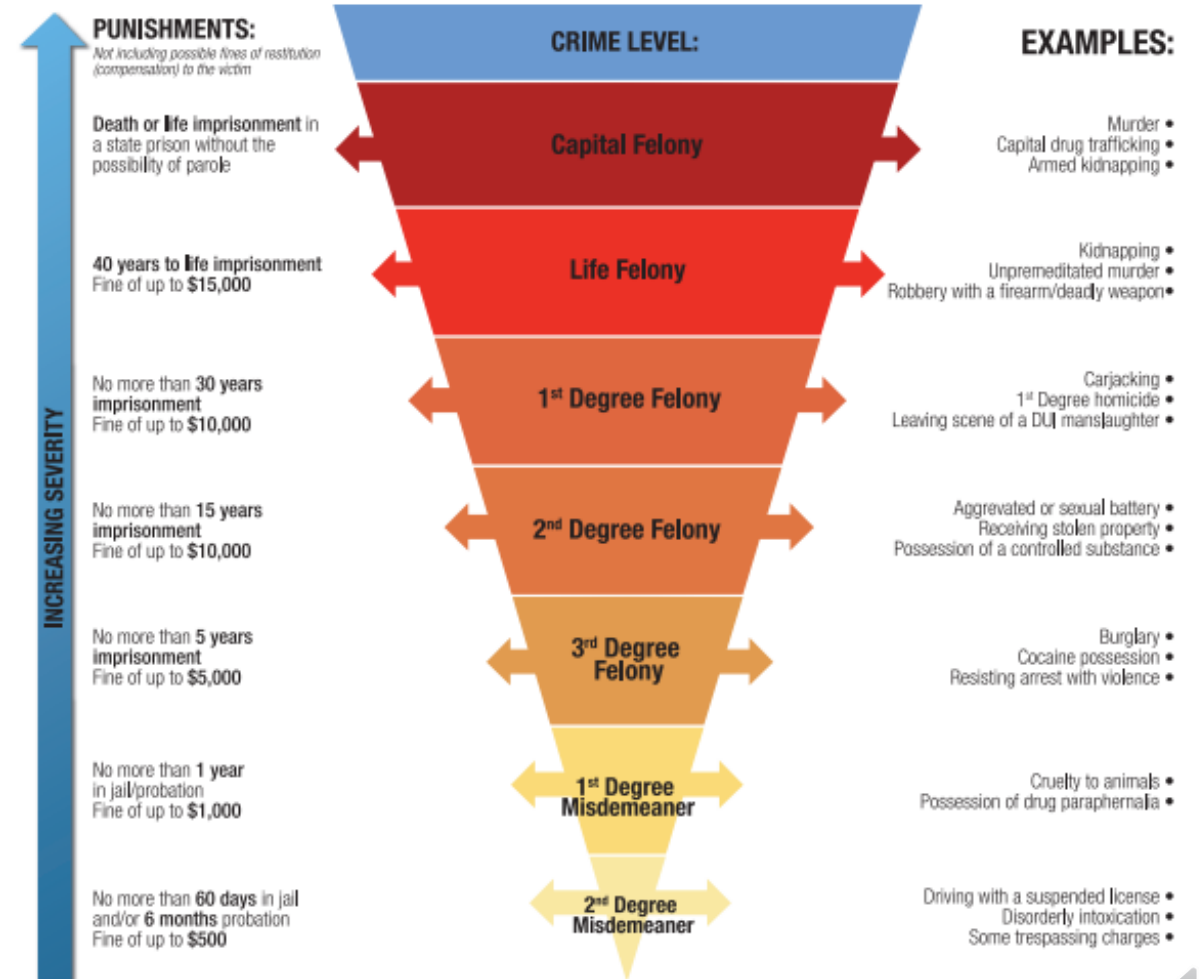 PUNISHMENTS:
Not including possible fines of restitution
(compensation) to the victim
CRIME LEVEL:
EXAMPLES:
INCREASING SEVERITY
Death or life imprisonment in
a state prison without the
possibility of parole
Capital Felony
Murder •
Capital drug trafficking •
Armed kidnapping •
40 years to life imprisonment
Fine of up to $15,000
Life Felony
Kidnapping •
Unpremeditated murder •
Robbery with a firearm/deadly weapon•
No more than 30 years
imprisonment
Fine of up to $10,000
1st Degree Felony
Carjacking •
1st Degree homicide •
Leaving scene of a DUI manslaughter •
No more than 15 years
imprisonment
Fine of up to $10,000
2nd Degree Felony
Aggrevated or sexual battery •
Receiving stolen property •
Possession of a controlled substance •
No more than 5 years
imprisonment
Fine of up to $5,000
3rd Degree
Felony
Burglary •
Cocaine possession •
Resisting arrest with violence •
No more than 1 year
in jail/probation
Fine of up to $1,000
1st Degree
Misdemeaner
Cruelty to animals •
Possession of drug paraphernalia •
No more than 60 days in jail
and/or 6 months probation
Fine of up to $500
2nd Degree
Misdemeaner
Driving with a suspended license •
Disorderly intoxication •
Some trespassing charges •